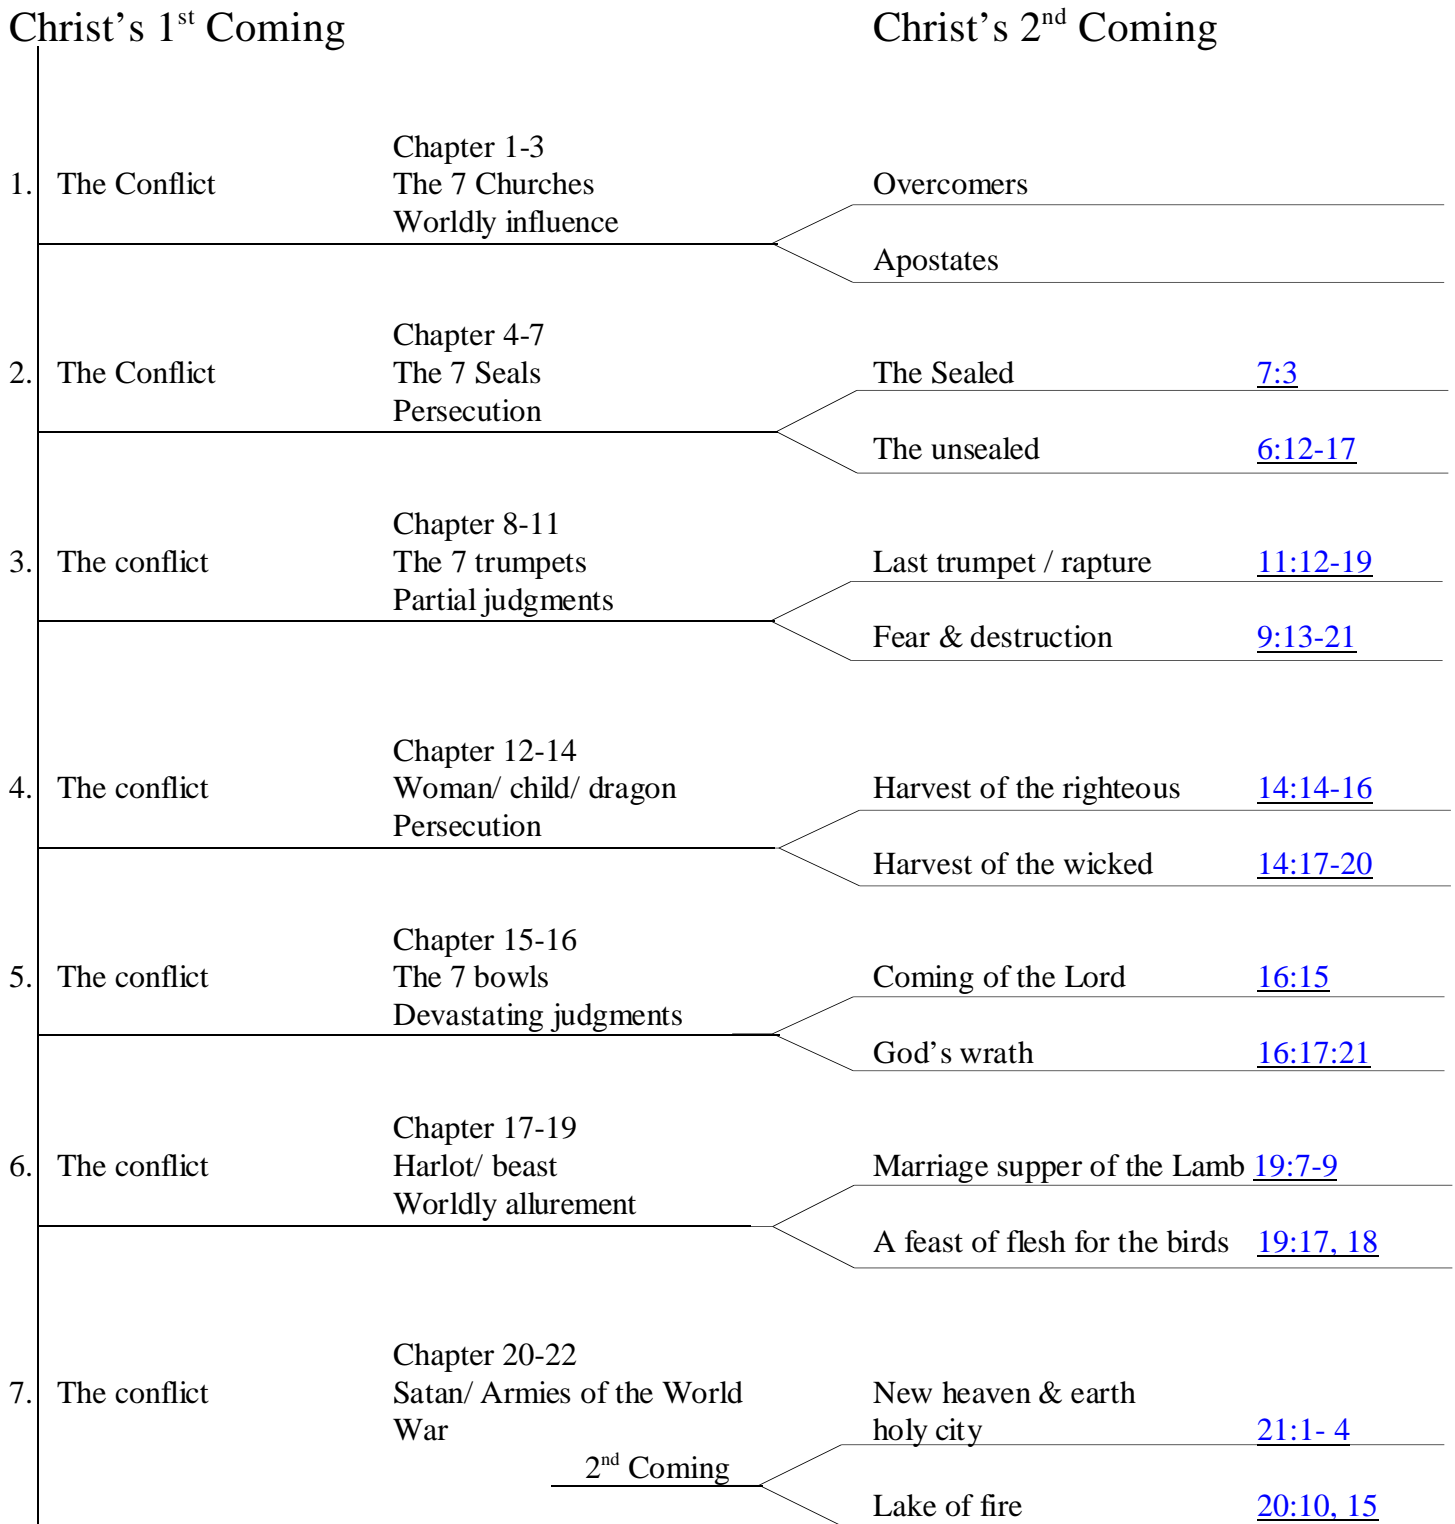 Christ’s 1st Coming Christ’s 2nd Coming
Chapter 1-3
1. The Conflict The 7 Churches Overcomers
Worldly influence
Apostates
Chapter 4-7
2. The Conflict The 7 Seals The Sealed 7:3
Persecution
The unsealed 6:12-17
Chapter 8-11
3. The conflict The 7 trumpets Last trumpet / rapture 11:12-19
Partial judgments
Fear & destruction 9:13-21
Chapter 12-14
4. The conflict Woman/ child/ dragon Harvest of the righteous 14:14-16
Persecution
Harvest of the wicked 14:17-20
Chapter 15-16
5. The conflict The 7 bowls Coming of the Lord 16:15
Devastating judgments
God’s wrath 16:17:21
Chapter 17-19
6. The conflict Harlot/ beast Marriage supper of the Lamb 19:7-9
Worldly allurement
A feast of flesh for the birds 19:17, 18
Chapter 20-22
7. The conflict Satan/ Armies of the World New heaven & earth
War holy city 21:1- 4
2nd Coming
Lake of fire 20:10, 15